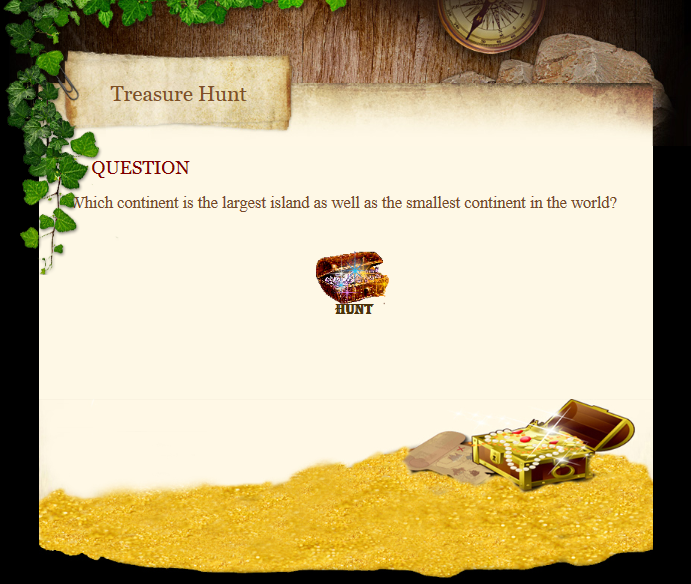 Treasure Hunt
QUESTION
Which continent is the largest island as well as the smallest continent in the world?
HUNT